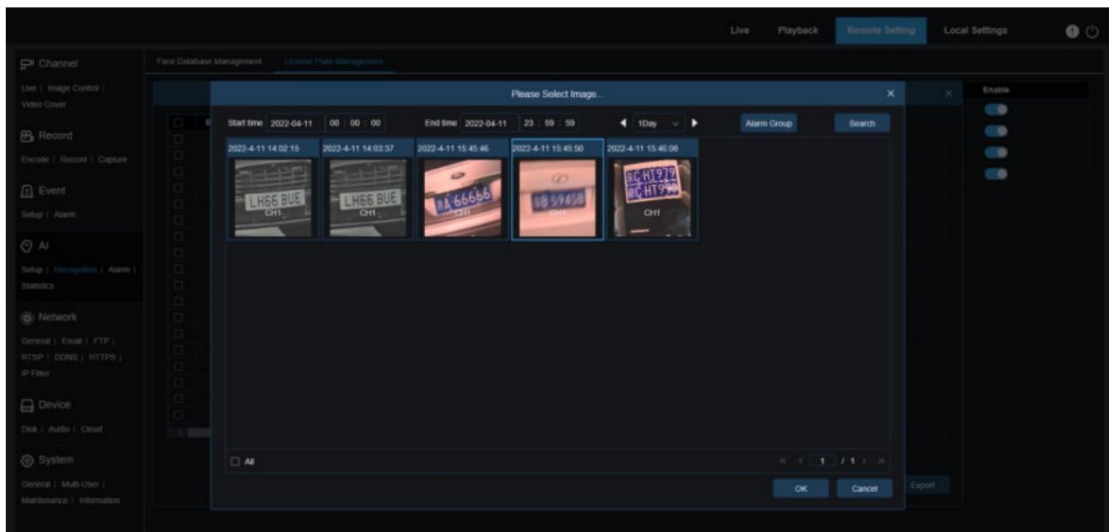 Live Playback Remote Setting Local Settings
Channel
Live | Image Control |
Video Cover
Record
Encode | Record | Capture
Event
Setup | Alarm
AI
Setup | Recognition | Alarm |
Statistics
Network
General | Email | FTP |
RTSP | DDNS | HTTPS |
IP Filter
Device
Disk | Audio | Cloud
System
General | Multi-User |
Maintenance | Information
Face Database Management License Plate Management
Enable
Please Select Image...
Start time 2022-04-11 00 : 00 : 00 End time 2022-04-11 23 : 59 : 59 1Day Alarm Group Search
2022-4-11 14:02:15 2022-4-11 14:03:37 2022-4-11 15:45:46 2022-4-11 15:45:50 2022-4-11 15:46:08
LH66 BUE LH66 BUE A 66666
CH1 CH1 CH1 CH1 CH1
All
1 / 1
OK Cancel
Export